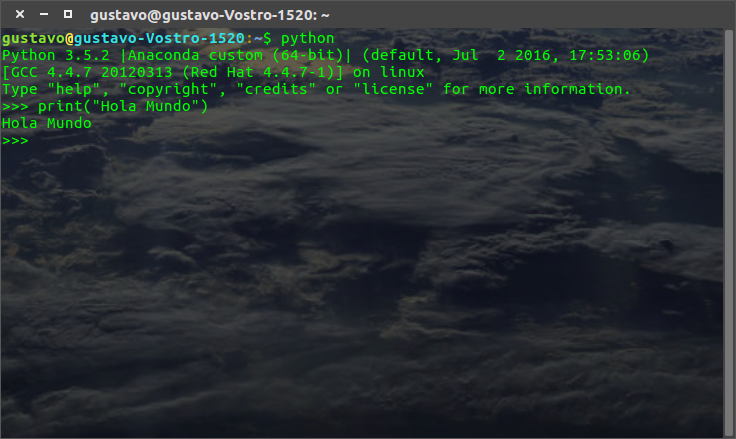 gustavo@gustavo-Vostro-1520: ~
gustavo@gustavo-Vostro-1520:~$ python
Python 3.5.2 |Anaconda custom (64-bit)| (default, Jul  2 2016, 17:53:06)
[GCC 4.4.7 20120313 (Red Hat 4.4.7-1)] on linux
Type "help", "copyright", "credits" or "license" for more information.
>>> print("Hola Mundo")
Hola Mundo
>>>